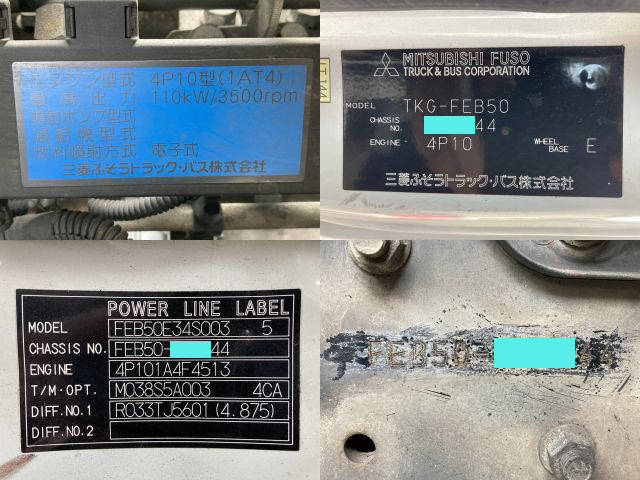 エンジン型式 4P10型(1AT4)
最高出力 110kW/3500rpm
噴射ポンプ型式
過給機型式
燃料噴射方式 電子式
三菱ふそうトラック・バス株式会社
MITSUBISHI FUSO
TRUCK & BUS CORPORATION
MODEL TKG-FEB50
CHASSIS NO. 44
ENGINE 4P10 WHEEL BASE E
三菱ふそうトラック・バス株式会社
POWER LINE LABEL
MODEL FEB50E34S003 5
CHASSIS NO. FEB50- 44
ENGINE 4P101A4F4513
T/M·OPT. M038S5A003 4CA
DIFF.NO.1 R033TJ5601(4.875)
DIFF.NO.2
FEB50-